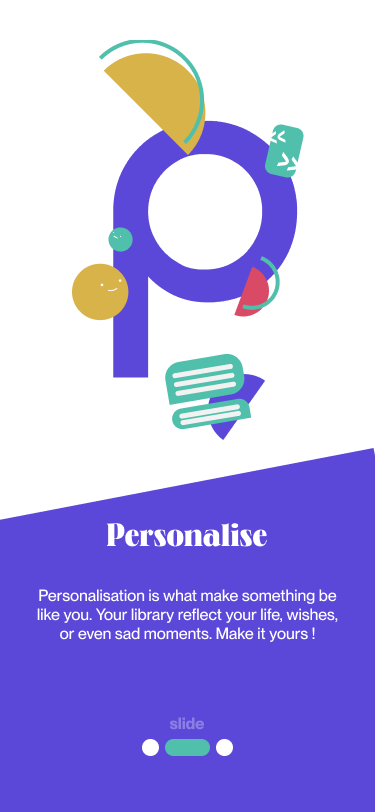 Personalise
Personalisation is what make something be
like you. Your library reflect your life, wishes,
or even sad moments. Make it yours !
slide